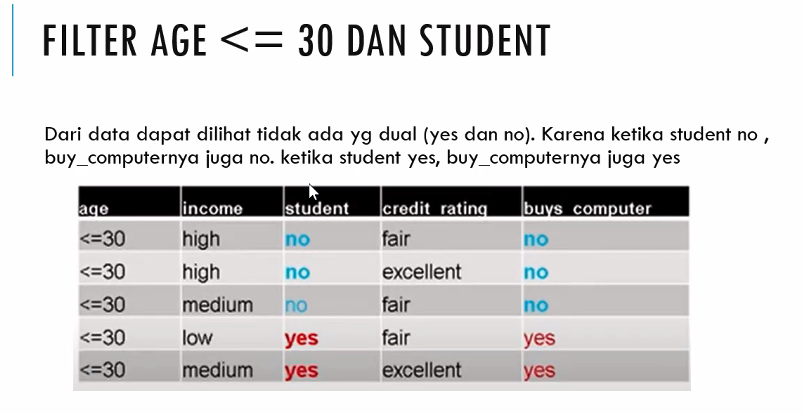 FILTER AGE <= 30 DAN STUDENT
Dari data dapat dilihat tidak ada yg dual (yes dan no). Karena ketika student no ,
buy_computernya juga no. ketika student yes, buy_computernya juga yes
age income student credit_rating buys_computer
<=30 high no fair no
<=30 high no excellent no
<=30 medium no fair no
<=30 low yes fair yes
<=30 medium yes excellent yes